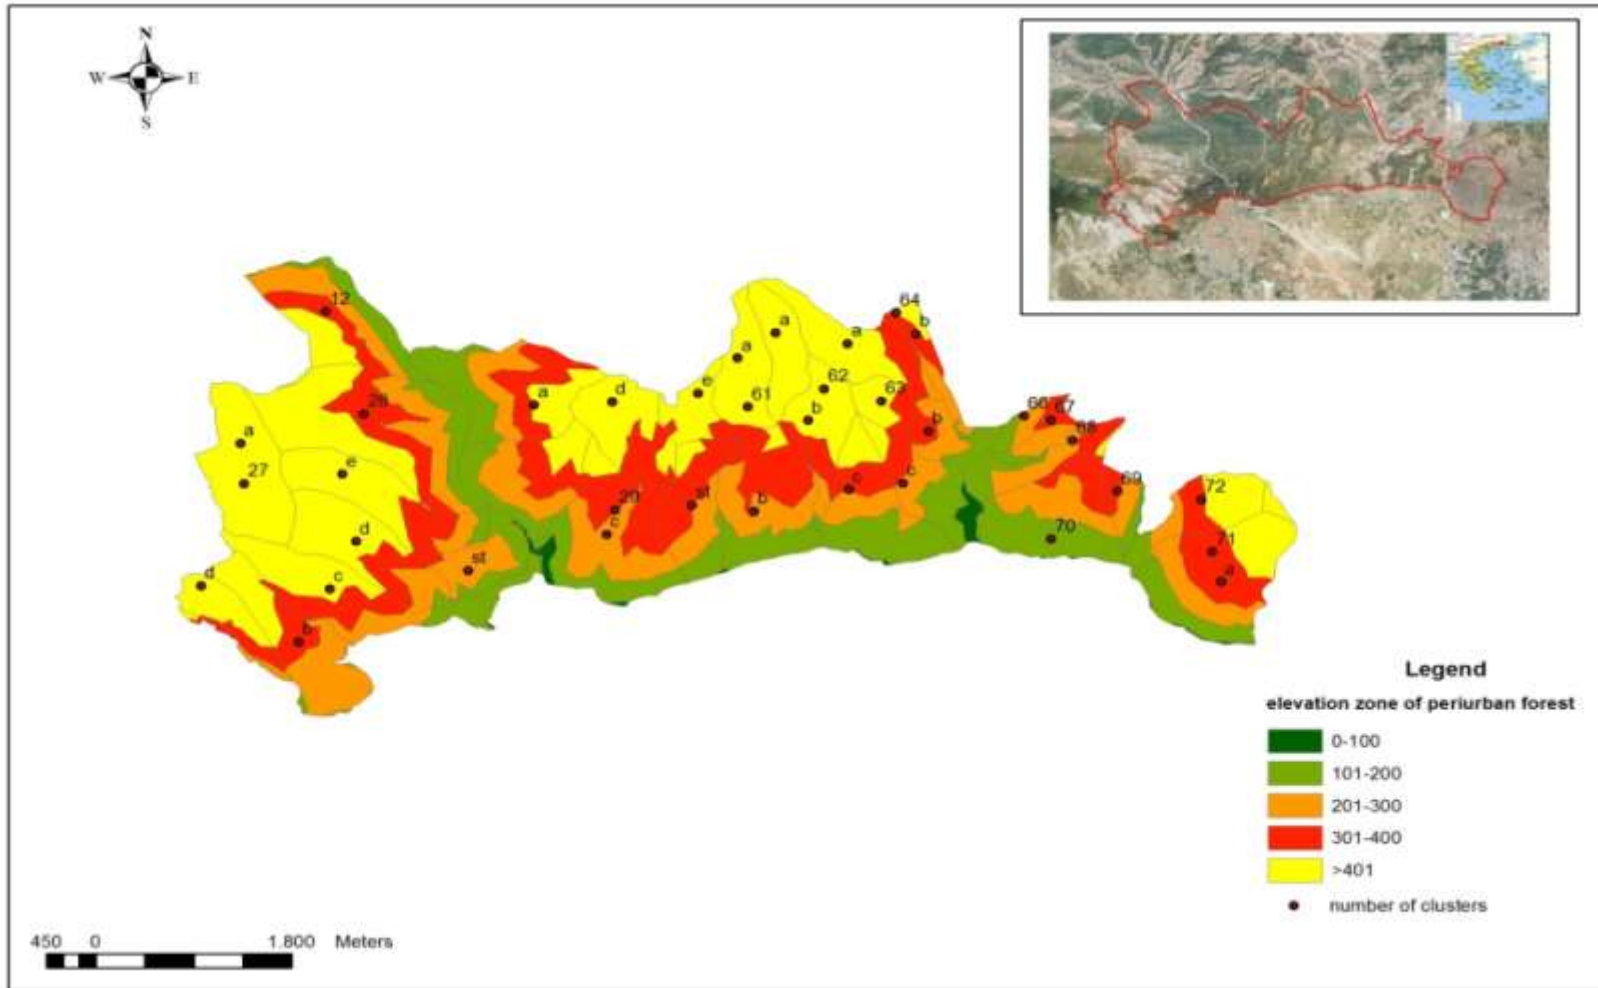 N
W E
S
64
12
b
a
a
a
62
e
63
a
d
61
66
67
28
b
b
68
a
e
27
c
c
69
72
st
29
b
c
70
d
71
st
a
d
c
b
Legend
elevation zone of periurban forest
0-100
101-200
201-300
301-400
>401
number of clusters
450 0 1.800 Meters